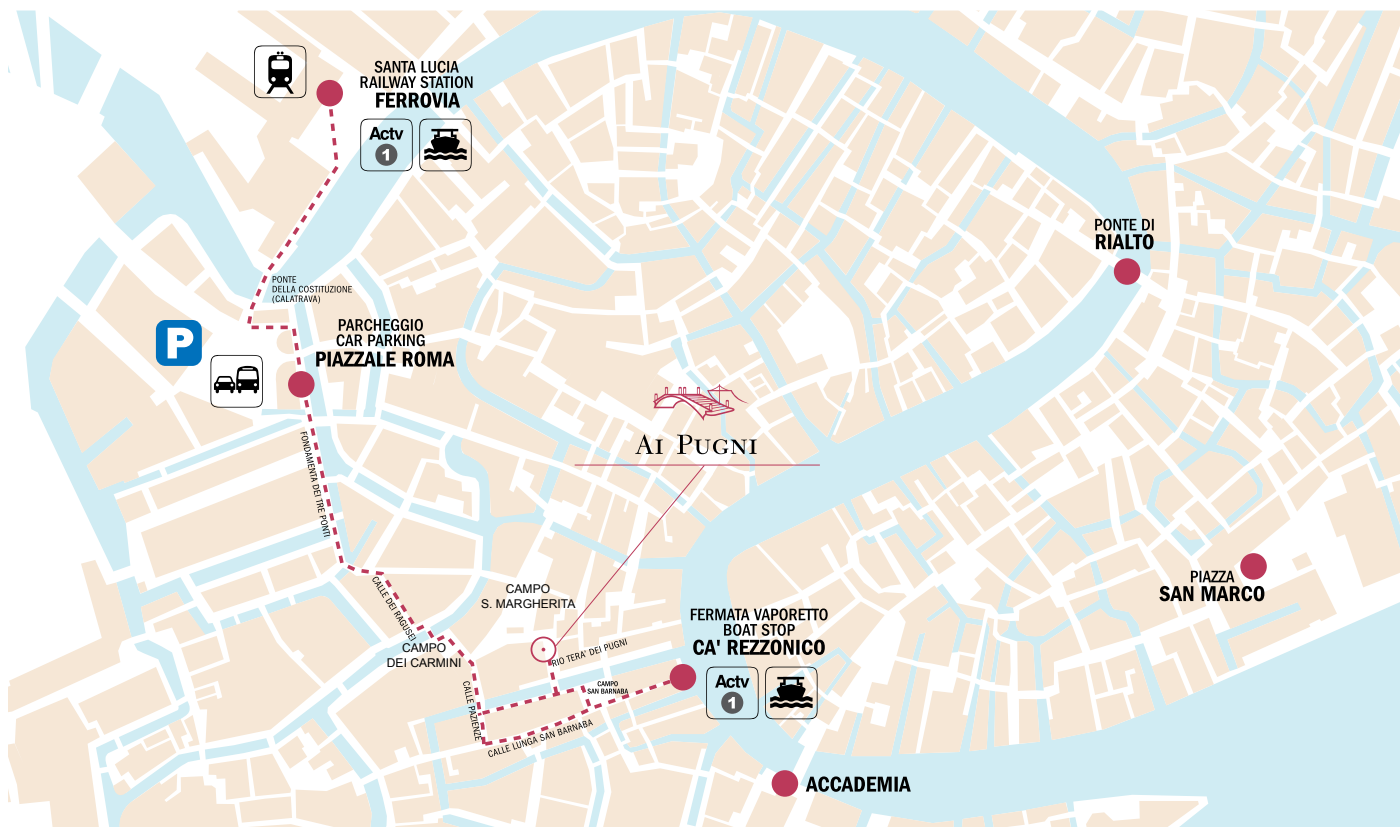 SANTA LUCIA
RAILWAY STATION
FERROVIA
Actv
1
PONTE DI
RIALTO
PONTE
DELLA COSTITUZIONE
(CALATRAVA)
P
PARCHEGGIO
CAR PARKING
PIAZZALE ROMA
AI PUGNI
FONDAMENTA DEI TRE PONTI
CALLE DEI RAGUSEI
CAMPO
S. MARGHERITA
PIAZZA
SAN MARCO
CAMPO
DEI CARMINI
RIO TERA' DEI PUGNI
FERMATA VAPORETTO
BOAT STOP
CA' REZZONICO
Actv
1
CAMPO
SAN BARNABA
CALLE PAZIENZE
CALLE LUNGA SAN BARNABA
ACCADEMIA